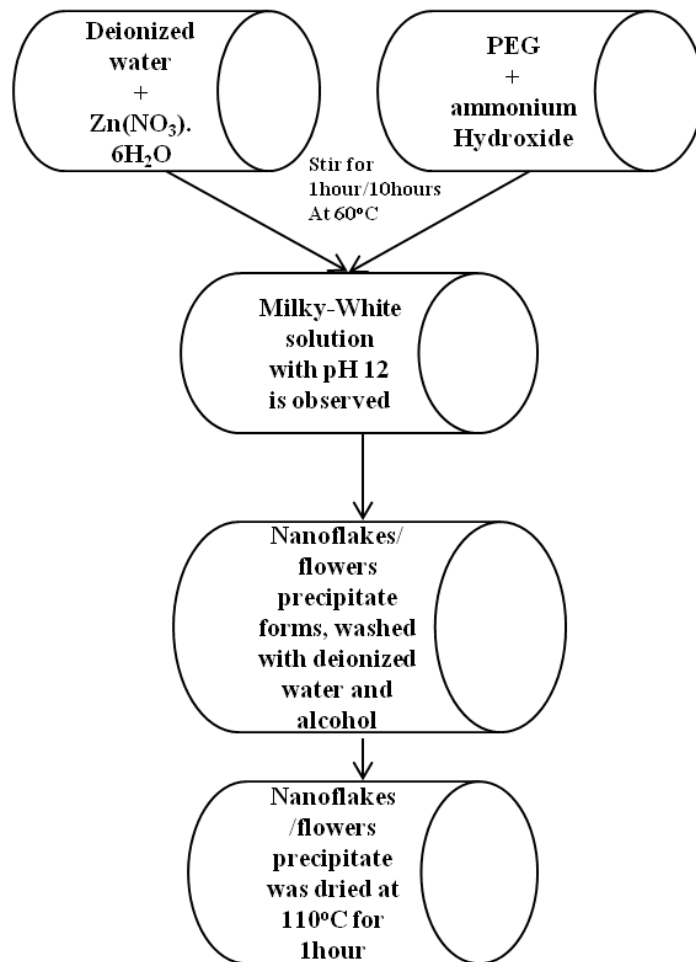 Deionized
water
+
Zn(NO₃).
6H₂O
PEG
+
ammonium
Hydroxide
Stir for
1hour/10hours
At 60°C
Milky-White
solution
with pH 12
is observed
Nanoflakes/
flowers
precipitate
forms, washed
with deionized
water and
alcohol
Nanoflakes
/flowers
precipitate
was dried at
110°C for
1hour